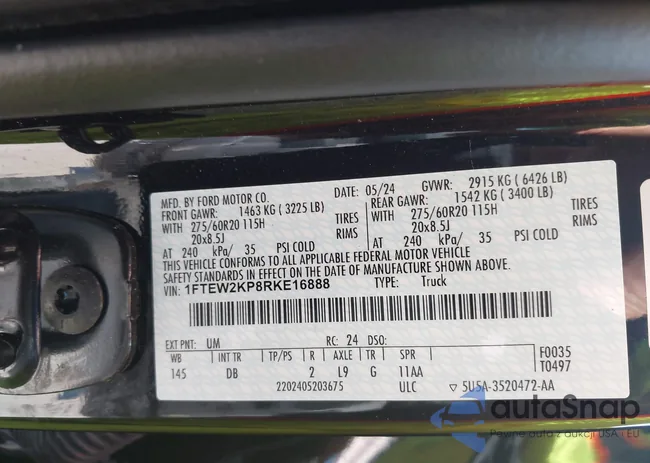 MFD. BY FORD MOTOR CO.
DATE: 05/24 GVWR: 2915 KG ( 6426 LB)
FRONT GAWR: 1463 KG ( 3225 LB) REAR GAWR: 1542 KG ( 3400 LB)
WITH 275/60R20 115H TIRES WITH 275/60R20 115H TIRES
20x8.5J RIMS 20x8.5J RIMS
AT 240 kPa/ 35 PSI COLD AT 240 kPa/ 35 PSI COLD
THIS VEHICLE CONFORMS TO ALL APPLICABLE FEDERAL MOTOR VEHICLE
SAFETY STANDARDS IN EFFECT ON THE DATE OF MANUFACTURE SHOWN ABOVE.
VIN: 1FTEW2KP8RKE16888 TYPE: Truck
EXT PNT: UM RC: 24 DSO: F0035
WB INT TR TP/PS R AXLE TR SPR T0497
145 DB 2 L9 G 11AA
2202405203675 ULC ▽ 5U5A-3520472-AA
autoSnap
Pewne auto z aukcji USA i EU